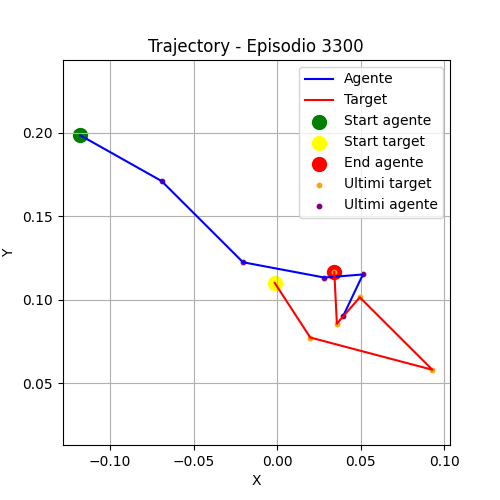 Trajectory - Episodio 3300
Agente
Target
Start agente
Start target
End agente
Ultimi target
Ultimi agente
Y
0.20
0.15
0.10
0.05
−0.10
−0.05
0.00
0.05
0.10
X